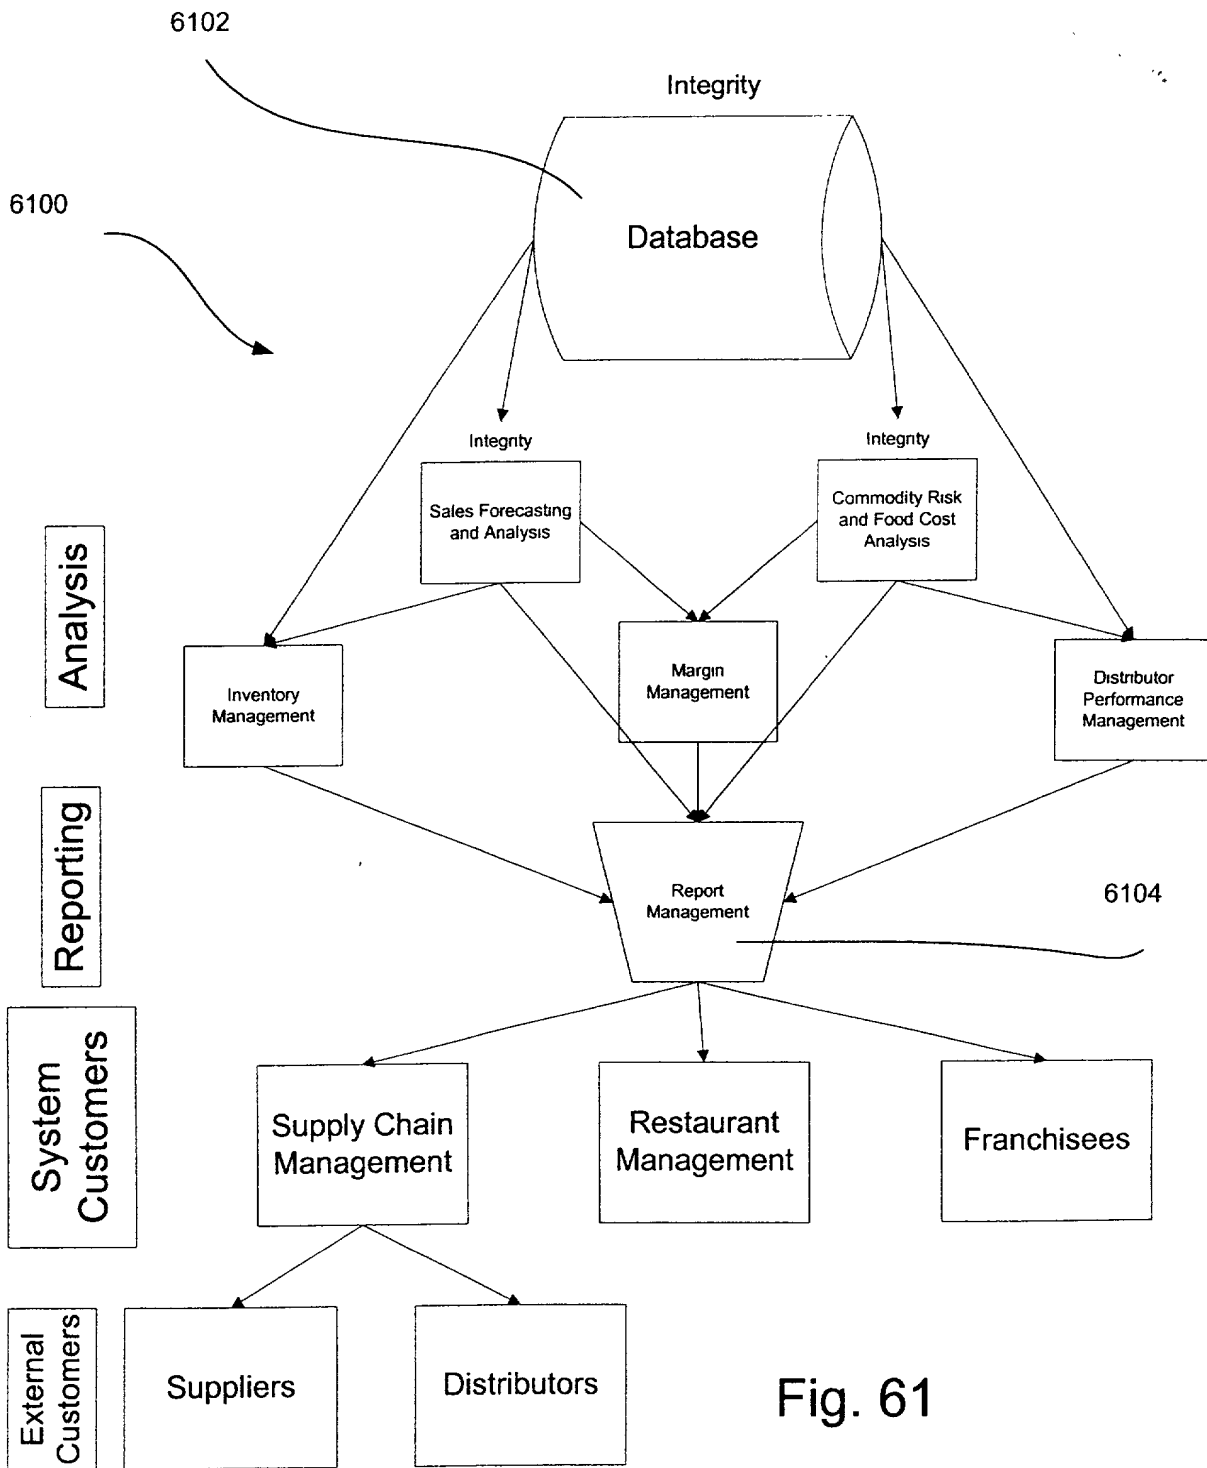 6102
Integrity
6100
Database
Integrity
Integrity
Sales Forecasting
and Analysis
Commodity Risk
and Food Cost
Analysis
Analysis
Inventory
Management
Margin
Management
Distributor
Performance
Management
Reporting
Report
Management
6104
System
Customers
Supply Chain
Management
Restaurant
Management
Franchisees
External
Customers
Suppliers
Distributors
Fig. 61